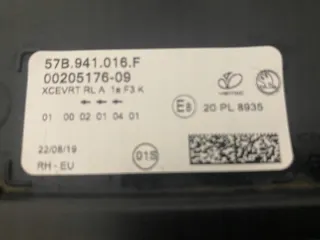 57B.941.016.F
00205176-09
XCEVRT RL A 1e F3 K
01 00 02 01 04 01
E8
20 PL 8935
22/08/19
01S
RH - EU